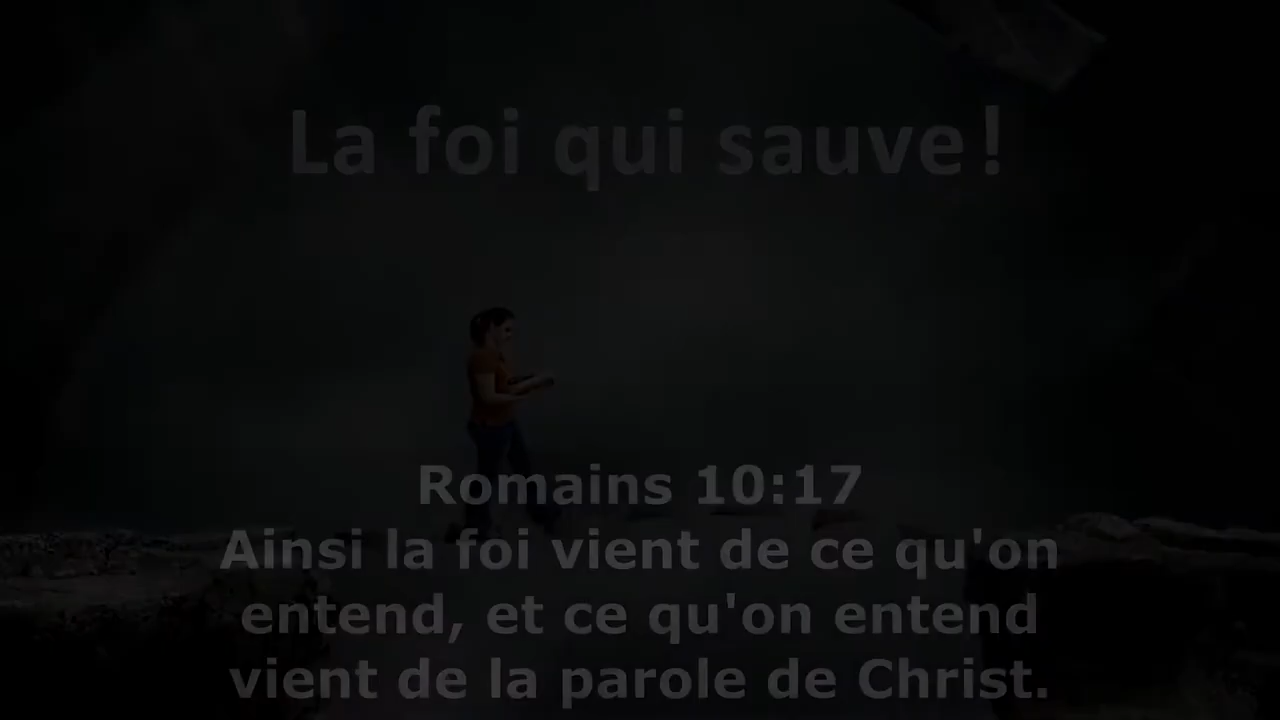 La foi qui sauve !
Romains 10:17
Ainsi la foi vient de ce qu'on
entend, et ce qu'on entend
vient de la parole de Christ.